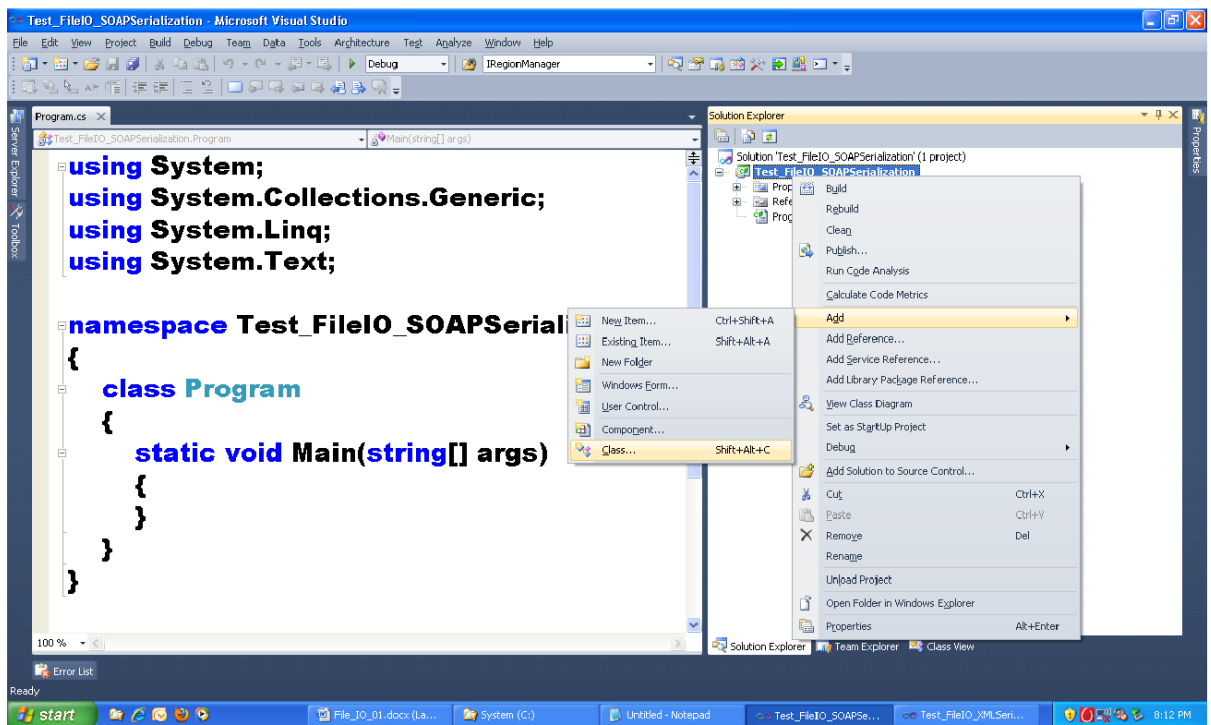 Test_FileIO_SOAPSerialization - Microsoft Visual Studio
File Edit View Project Build Debug Team Data Tools Architecture Test Analyze Window Help
Debug IRegionManager
Program.cs
Test_FileIO_SOAPSerialization.Program Main(string[] args)
using System;
using System.Collections.Generic;
using System.Linq;
using System.Text;
namespace Test_FileIO_SOAPSeriali
{
class Program
{
static void Main(string[] args)
{
}
}
}
100 %
Server Explorer
Toolbox
Solution Explorer
Solution 'Test_FileIO_SOAPSerialization' (1 project)
Test_FileIO_SOAPSerialization
Prop
Refe
Prog
Properties
Build
Rebuild
Clean
Publish...
Run Code Analysis
Calculate Code Metrics
Add
Add Reference...
Add Service Reference...
Add Library Package Reference...
View Class Diagram
Set as StartUp Project
Debug
Add Solution to Source Control...
Cut Ctrl+X
Paste Ctrl+V
Remove Del
Rename
Unload Project
Open Folder in Windows Explorer
Properties Alt+Enter
New Item... Ctrl+Shift+A
Existing Item... Shift+Alt+A
New Folder
Windows Form...
User Control...
Component...
Class... Shift+Alt+C
Solution Explorer Team Explorer Class View
Error List
Ready
start File_IO_01.docx (La... System (C:) Untitled - Notepad Test_FileIO_SOAPSe... Test_FileIO_XMLSeri... 8:12 PM